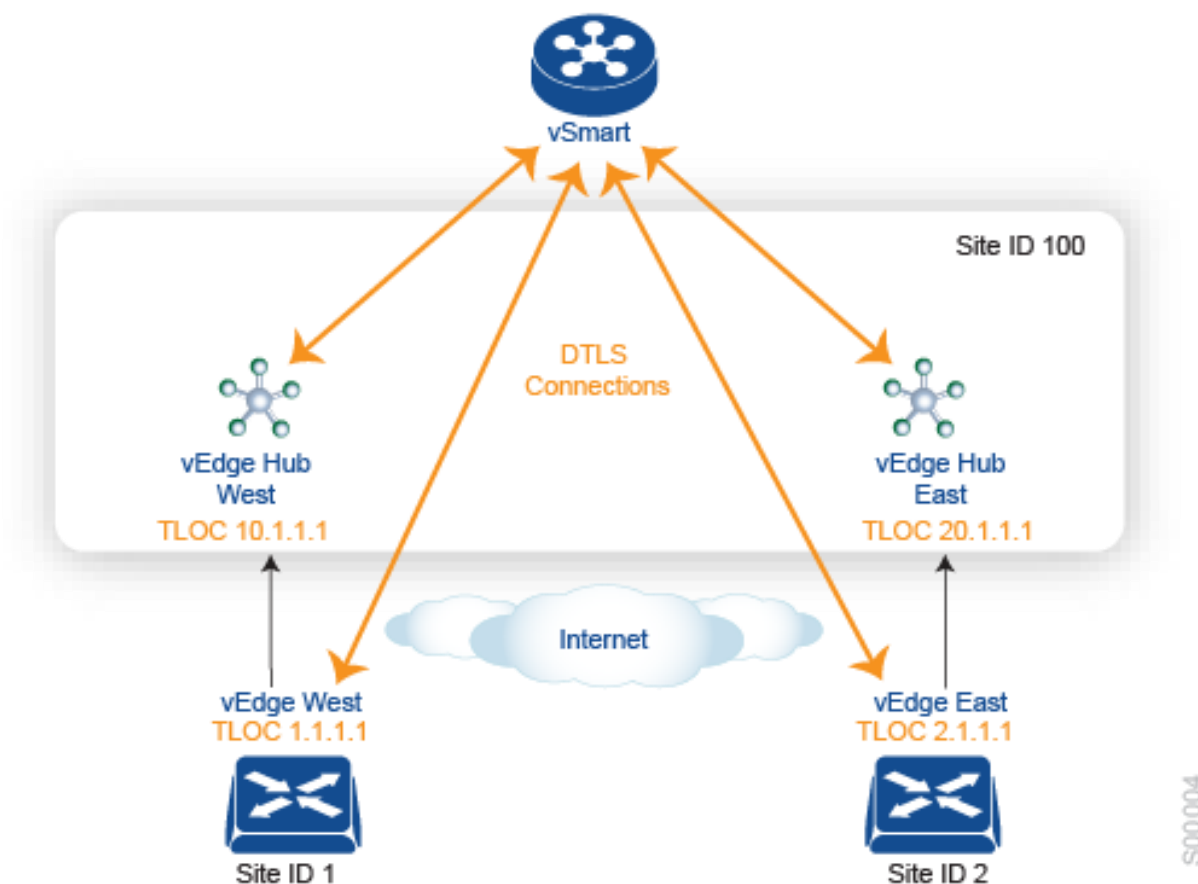 vSmart
Site ID 100
DTLS
Connections
vEdge Hub
West
TLOC 10.1.1.1
vEdge Hub
East
TLOC 20.1.1.1
Internet
vEdge West
TLOC 1.1.1.1
vEdge East
TLOC 2.1.1.1
Site ID 1
Site ID 2
S00004